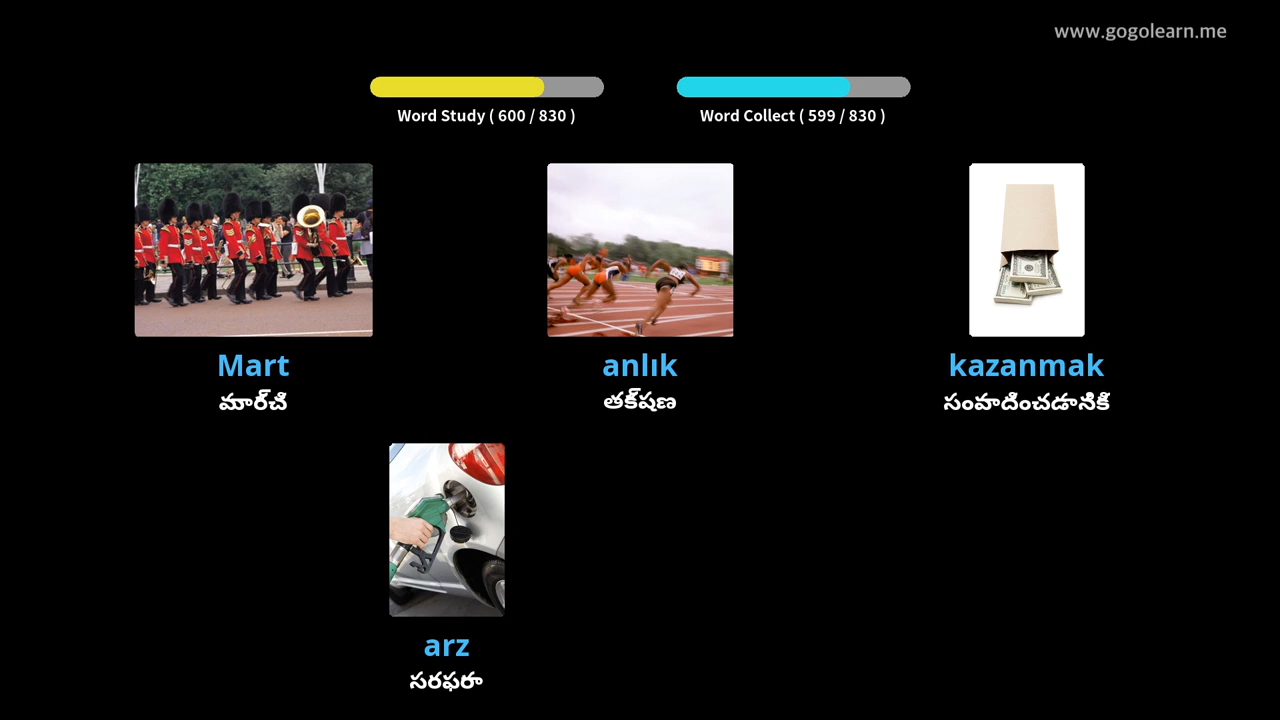 www.gogolearn.me
Word Study ( 600 / 830 )
Word Collect ( 599 / 830 )
Mart
మార్‌చి
anlık
తక్‌షణ
kazanmak
సంపాదించడానికి
arz
సరఫరా